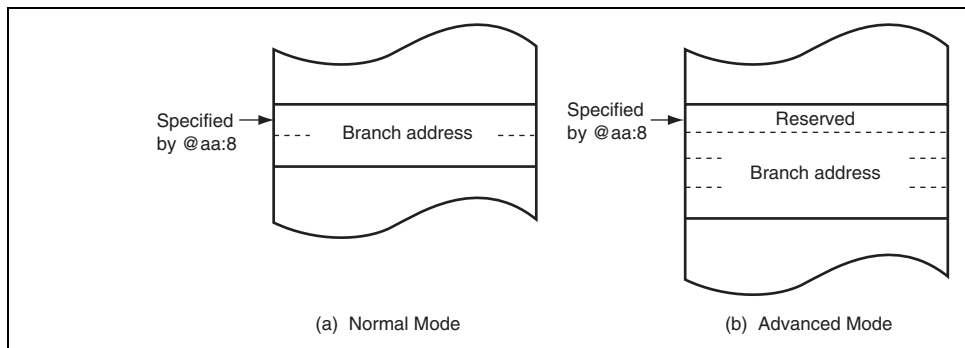 Specified
by @aa:8
Branch address
(a) Normal Mode
Specified
by @aa:8
Reserved
Branch address
(b) Advanced Mode